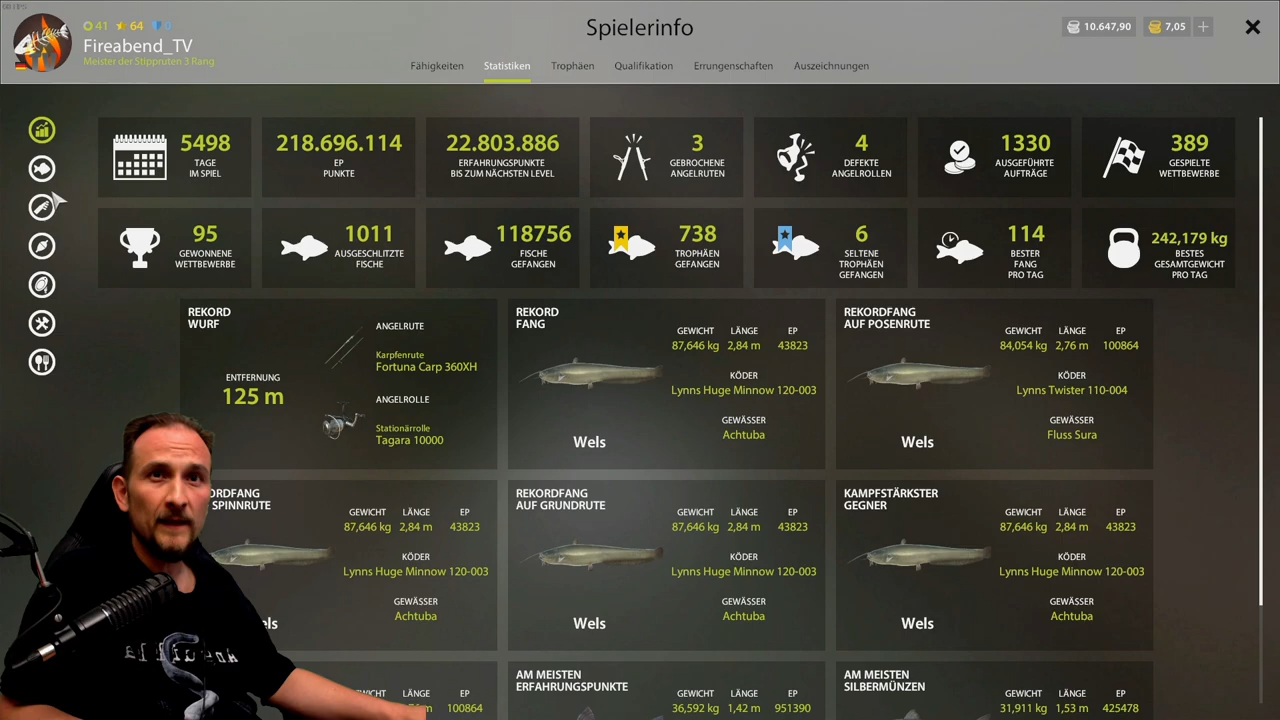 41 64 0
Fireabend_TV
Meister der Stippruten 3 Rang
Spielerinfo
10.647,90 7,05 +
Fähigkeiten Statistiken Trophäen Qualifikation Errungenschaften Auszeichnungen
5498
TAGE
IM SPIEL
218.696.114
EP
PUNKTE
22.803.886
ERFAHRUNGSPUNKTE
BIS ZUM NÄCHSTEN LEVEL
3
GEBROCHENE
ANGELRUTEN
4
DEFEKTE
ANGELROLLEN
1330
AUSGEFÜHRTE
AUFTRÄGE
389
GESPIELTE
WETTBEWERBE
95
GEWONNENE
WETTBEWERBE
1011
AUSGESCHLITZTE
FISCHE
118756
FISCHE
GEFANGEN
738
TROPHÄEN
GEFANGEN
6
SELTENE
TROPHÄEN
GEFANGEN
114
BESTER
FANG
PRO TAG
242,179 kg
BESTES
GESAMTGEWICHT
PRO TAG
REKORD
WURF
ENTFERNUNG
125 m
ANGELRUTE
Karpfenrute
Fortuna Carp 360XH
ANGELROLLE
Stationärrolle
Tagara 10000
REKORD
FANG
GEWICHT LÄNGE EP
87,646 kg 2,84 m 43823
KÖDER
Lynns Huge Minnow 120-003
GEWÄSSER
Achtuba
Wels
REKORDFANG
AUF POSENRUTE
GEWICHT LÄNGE EP
84,054 kg 2,76 m 100864
KÖDER
Lynns Twister 110-004
GEWÄSSER
Fluss Sura
Wels
ORDFANG
SPINNRUTE
GEWICHT LÄNGE EP
87,646 kg 2,84 m 43823
KÖDER
Lynns Huge Minnow 120-003
GEWÄSSER
Achtuba
els
REKORDFANG
AUF GRUNDRUTE
GEWICHT LÄNGE EP
87,646 kg 2,84 m 43823
KÖDER
Lynns Huge Minnow 120-003
GEWÄSSER
Achtuba
Wels
KAMPFSTÄRKSTER
GEGNER
GEWICHT LÄNGE EP
87,646 kg 2,84 m 43823
KÖDER
Lynns Huge Minnow 120-003
GEWÄSSER
Achtuba
Wels
EWICHT LÄNGE EP
100864
AM MEISTEN
ERFAHRUNGSPUNKTE
GEWICHT LÄNGE EP
36,592 kg 1,42 m 951390
AM MEISTEN
SILBERMÜNZEN
GEWICHT LÄNGE EP
31,911 kg 1,53 m 425478